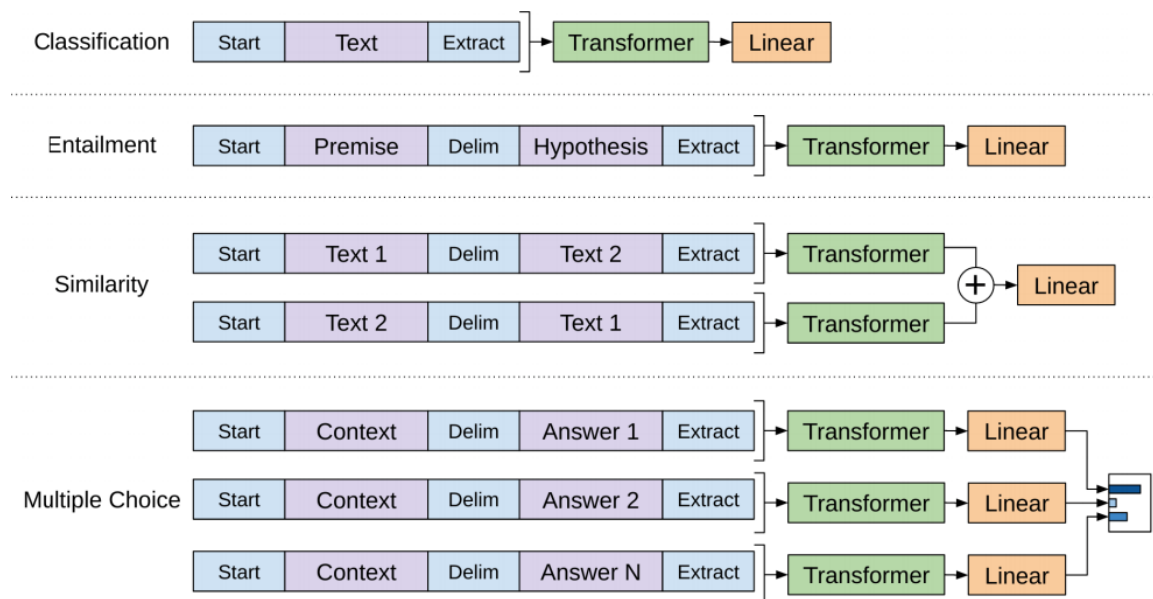 Classification Start Text Extract Transformer Linear
Entailment Start Premise Delim Hypothesis Extract Transformer Linear
Similarity
Start Text 1 Delim Text 2 Extract Transformer
+ Linear
Start Text 2 Delim Text 1 Extract Transformer
Multiple Choice
Start Context Delim Answer 1 Extract Transformer Linear
Start Context Delim Answer 2 Extract Transformer Linear
Start Context Delim Answer N Extract Transformer Linear